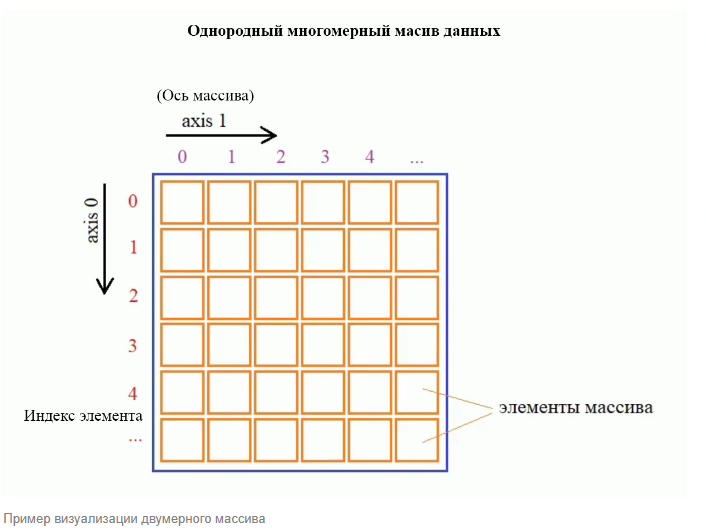 Однородный многомерный масив данных
(Ось массива)
axis 1
0 1 2 3 4 ...
axis 0
0
1
2
3
4
Индекс элемента
...
элементы массива
Пример визуализации двумерного массива